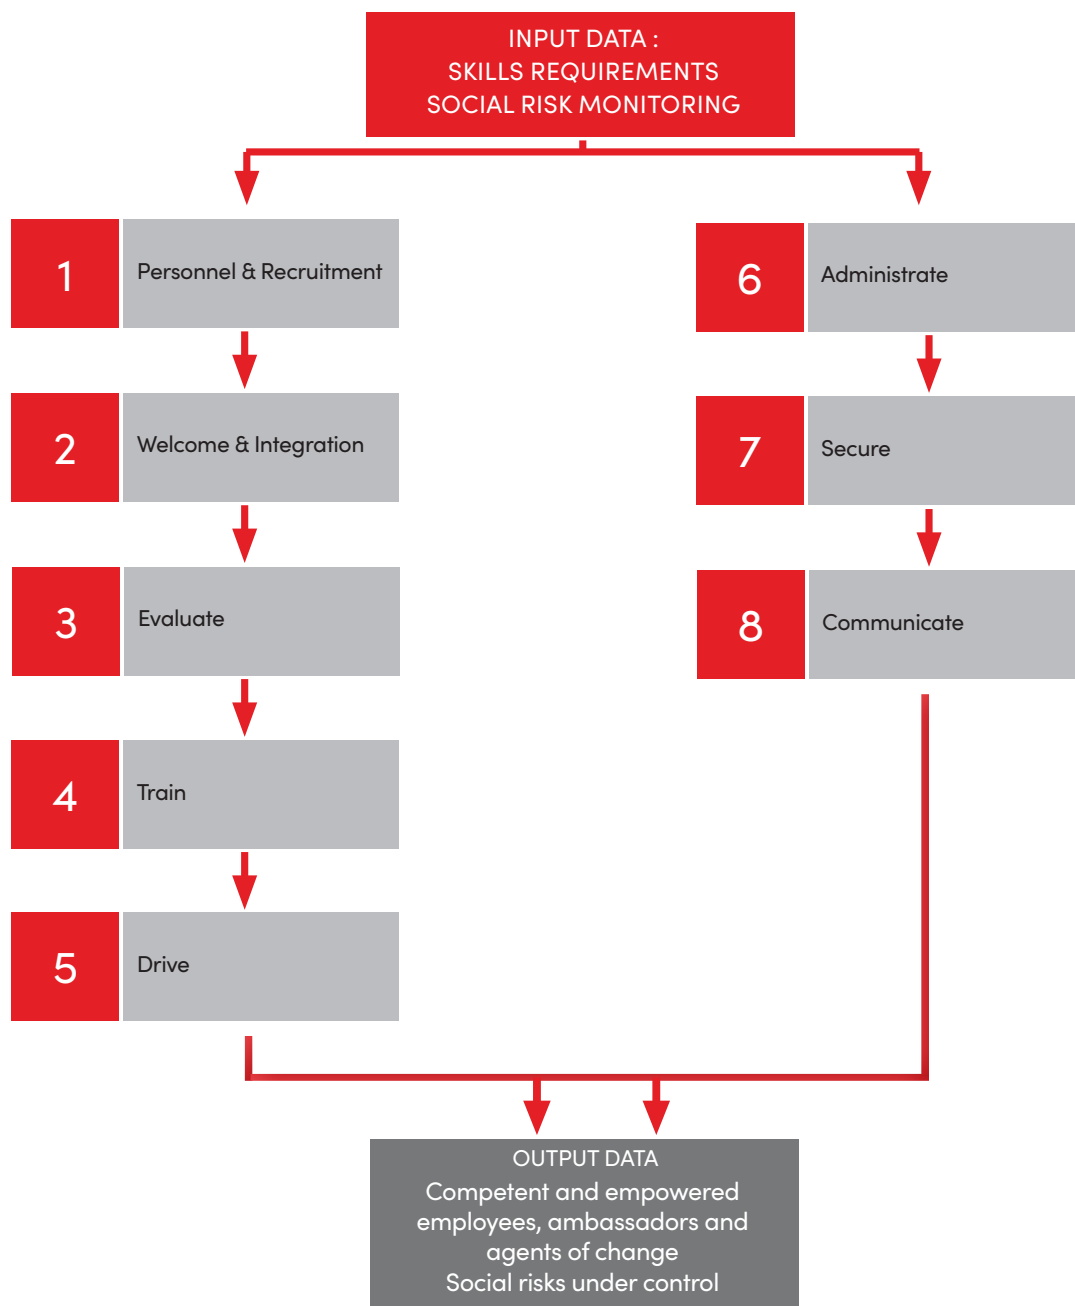 INPUT DATA :
SKILLS REQUIREMENTS
SOCIAL RISK MONITORING
1
Personnel & Recruitment
2
Welcome & Integration
3
Evaluate
4
Train
5
Drive
6
Administrate
7
Secure
8
Communicate
OUTPUT DATA
Competent and empowered
employees, ambassadors and
agents of change
Social risks under control